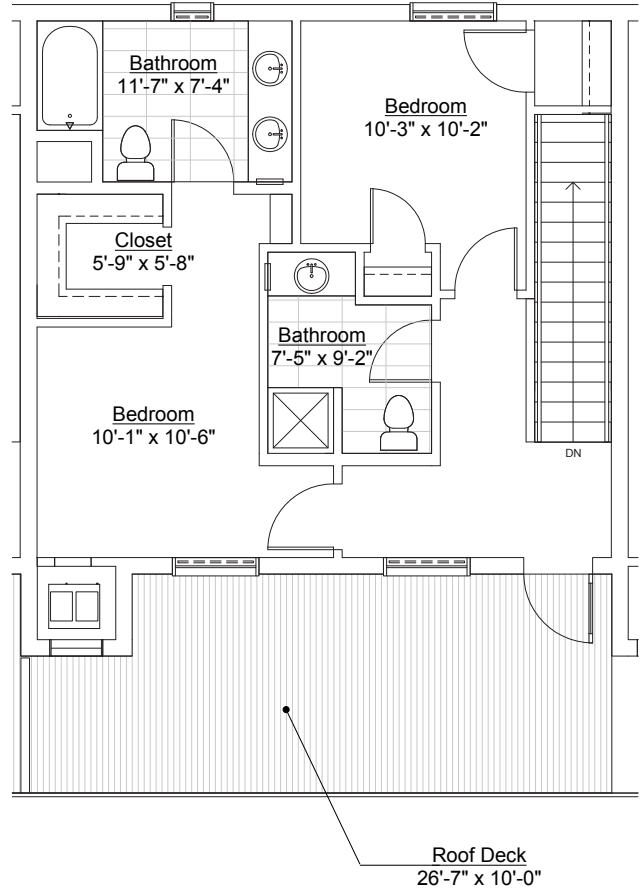 Bathroom
11'-7" x 7'-4"
Bedroom
10'-3" x 10'-2"
Closet
5'-9" x 5'-8"
Bathroom
7'-5" x 9'-2"
Bedroom
10'-1" x 10'-6"
DN
Roof Deck
26'-7" x 10'-0"